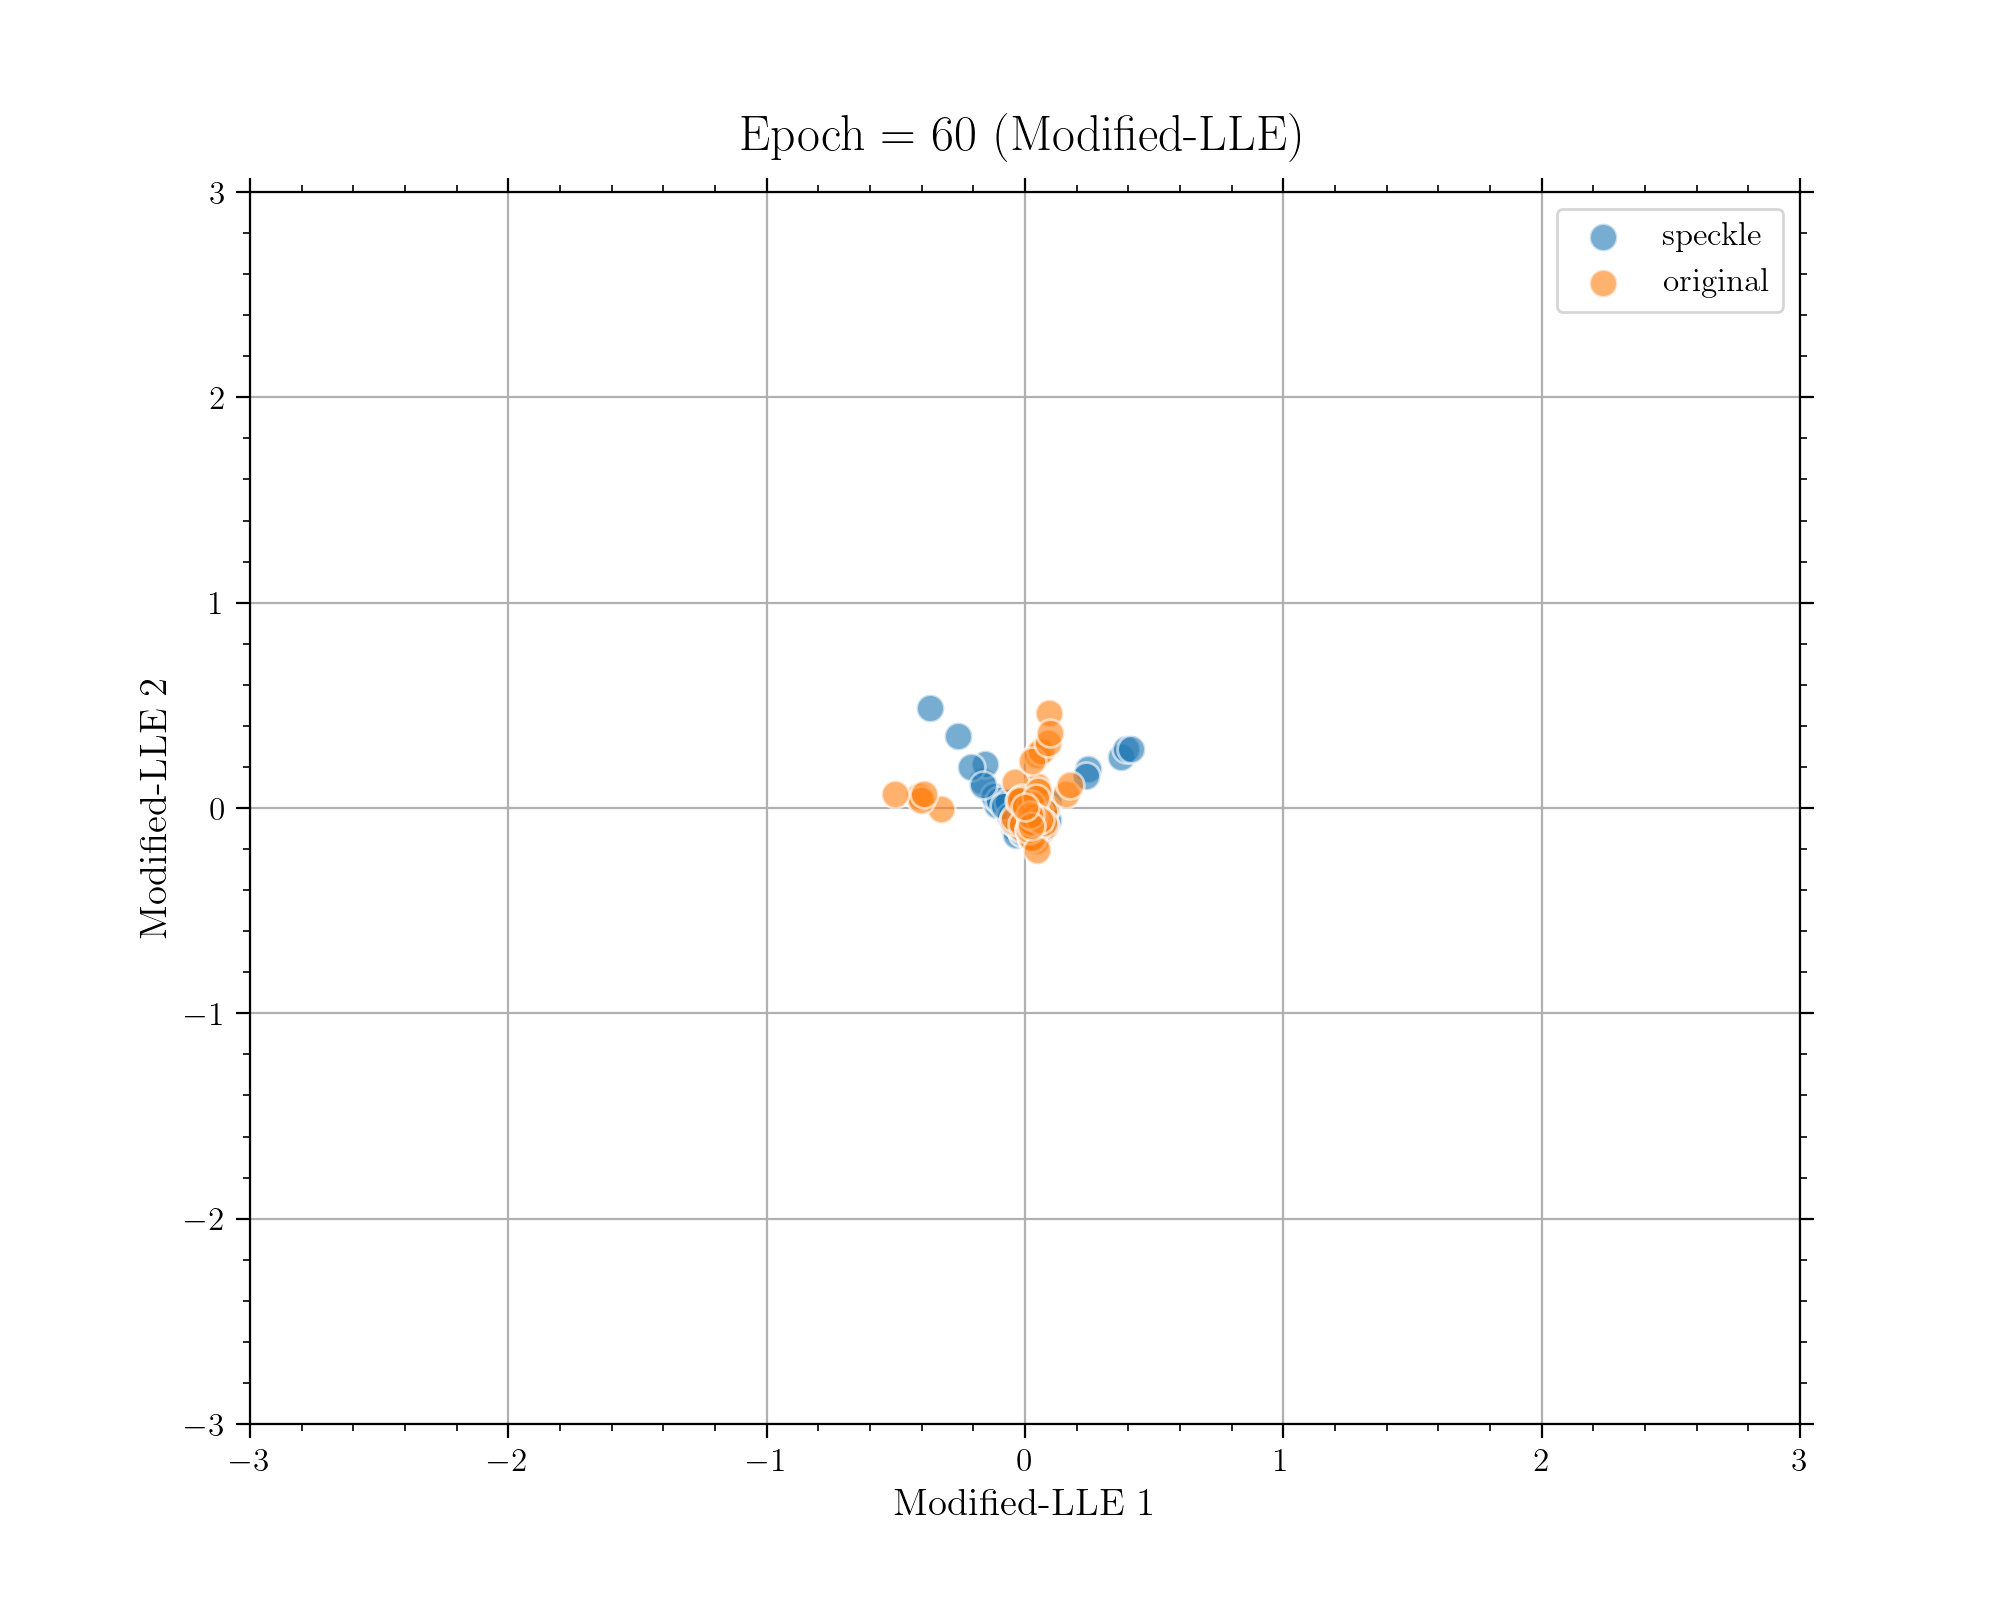 Epoch = 60 (Modified-LLE)
3
2
1
0
−1
−2
−3
−3
−2
−1
0
1
2
3
Modified-LLE 2
Modified-LLE 1
speckle
original